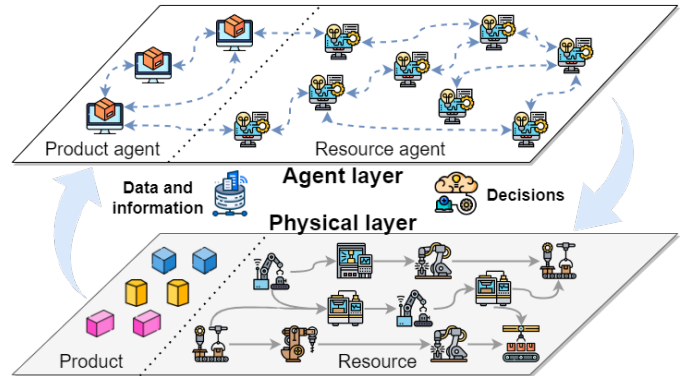 Product agent
Resource agent
Agent layer
Data and
information
Decisions
Physical layer
Product
Resource